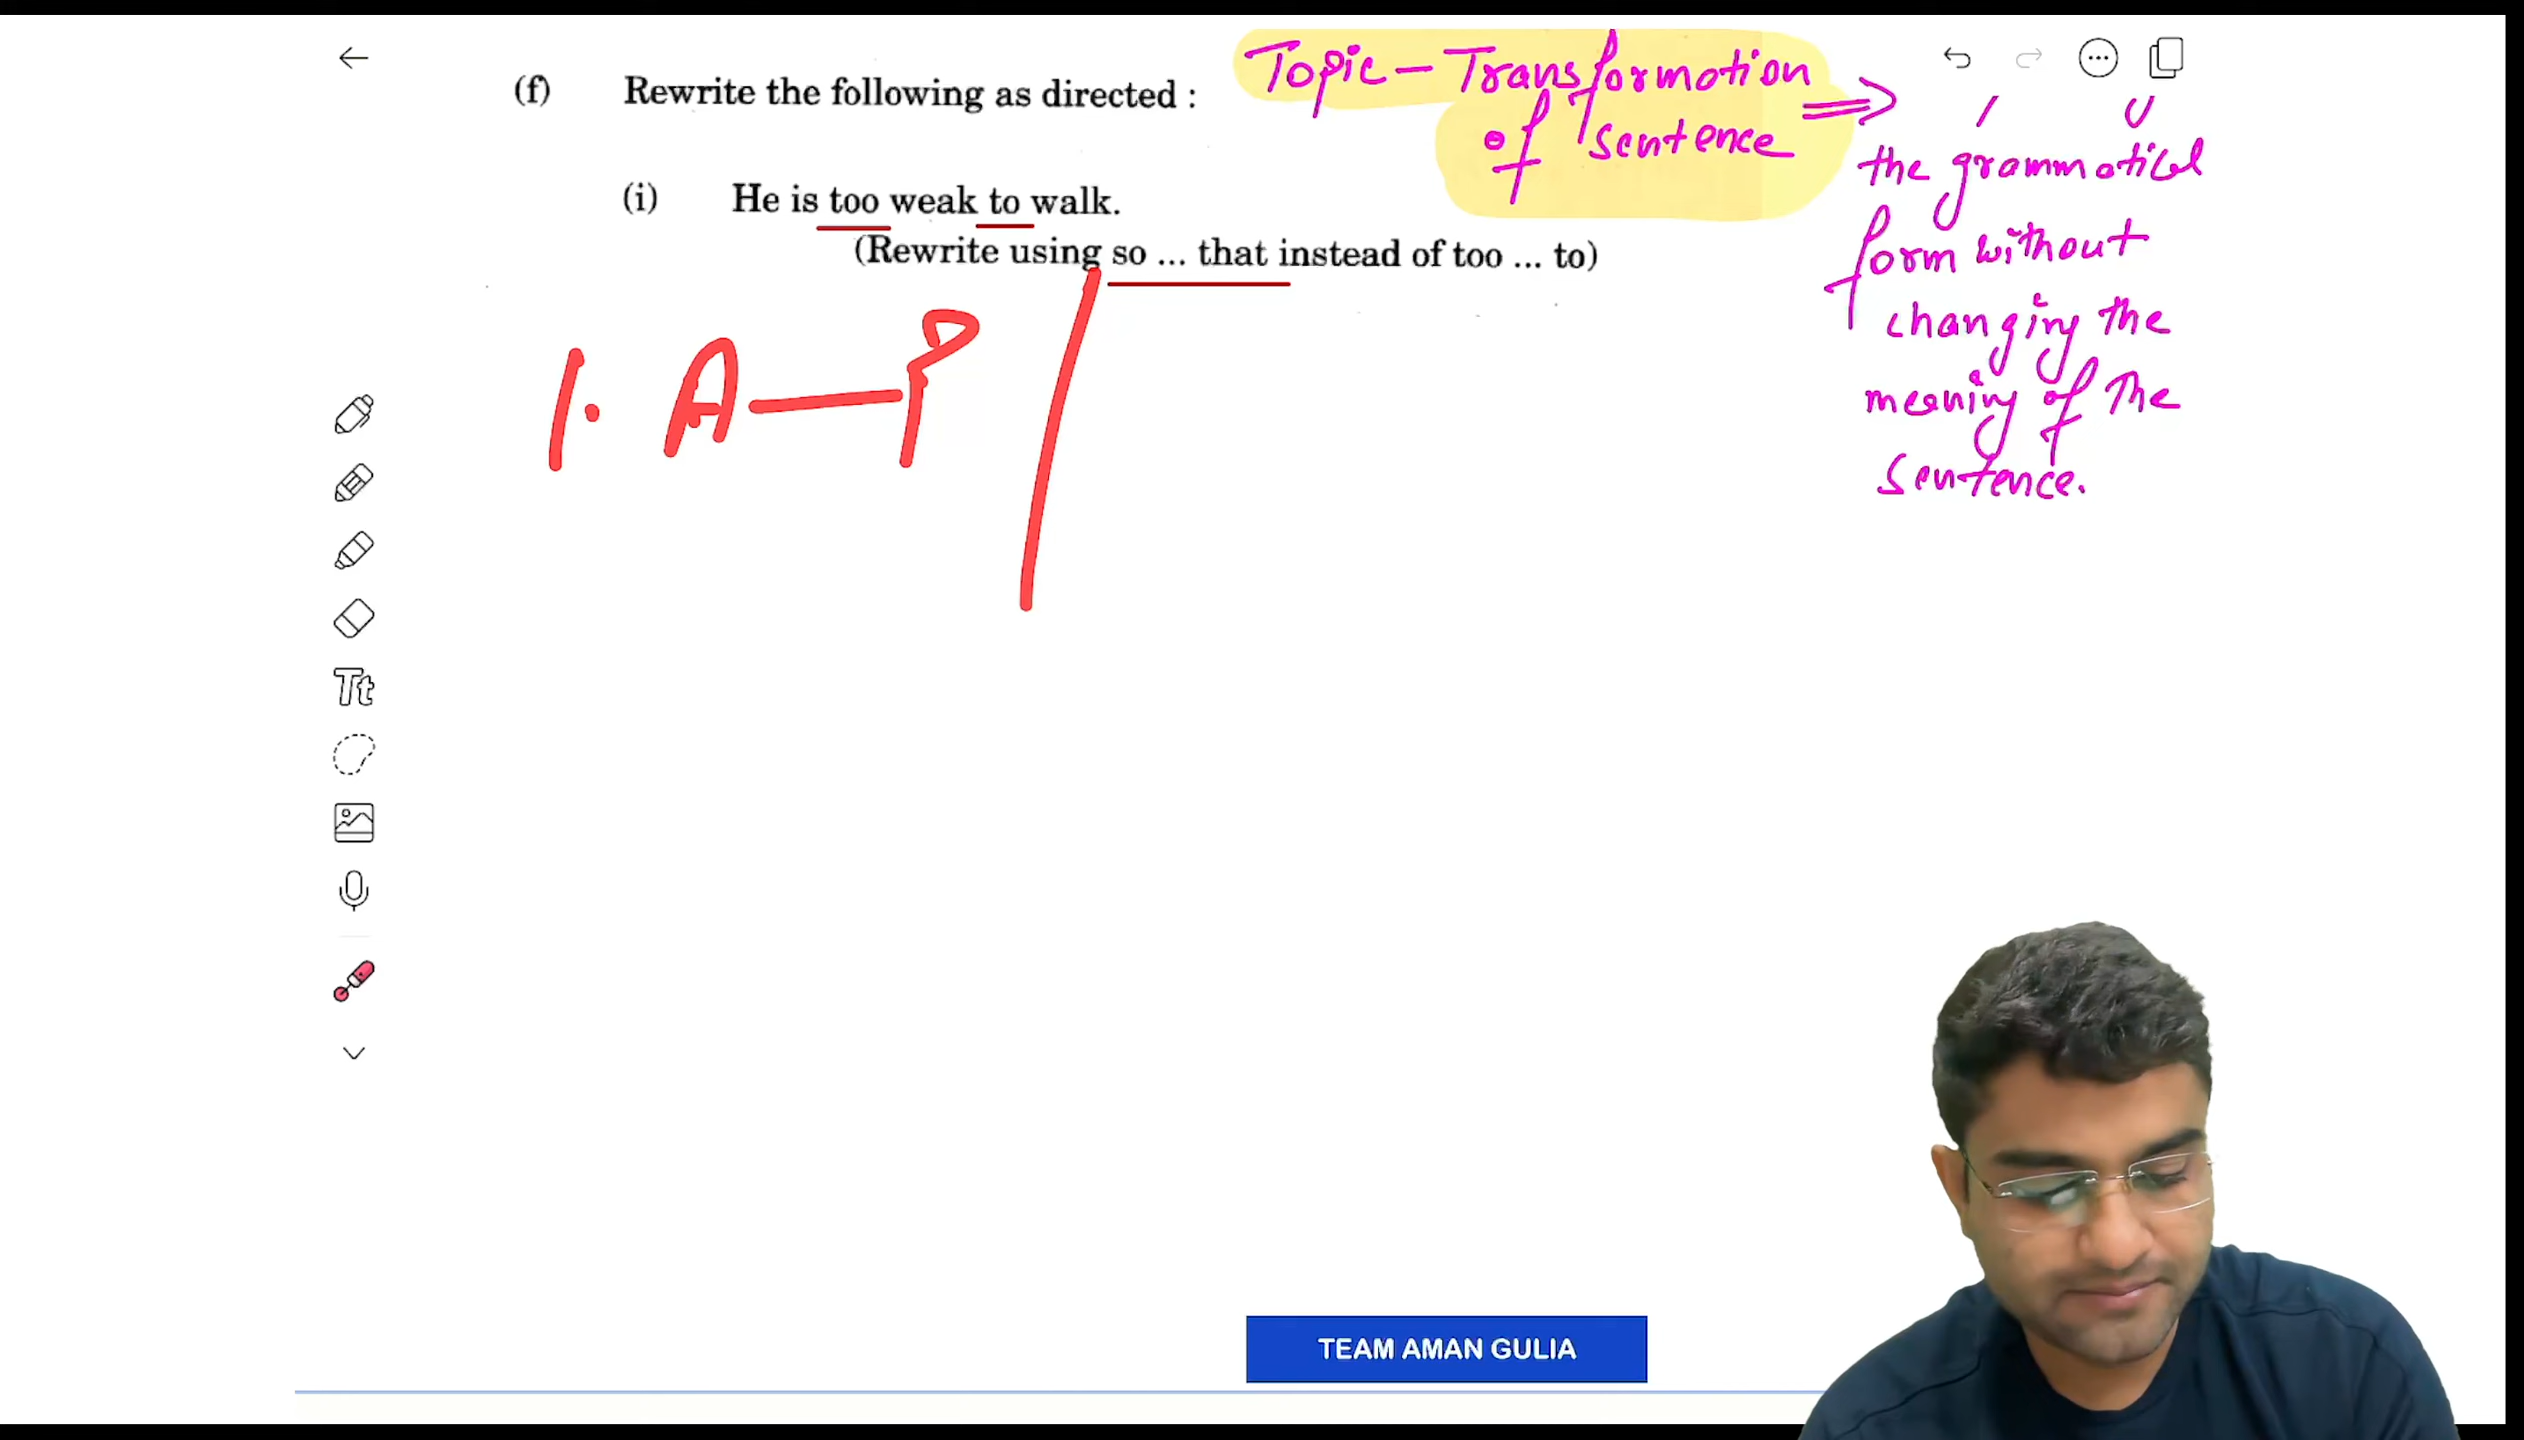 (f) Rewrite the following as directed :
Topic - Transformation
of sentence ⇒
the grammatical
form without
changing the
meaning of the
sentence.
(i) He is too weak to walk.
(Rewrite using so ... that instead of too ... to)
1. A — P
Tt
TEAM AMAN GULIA